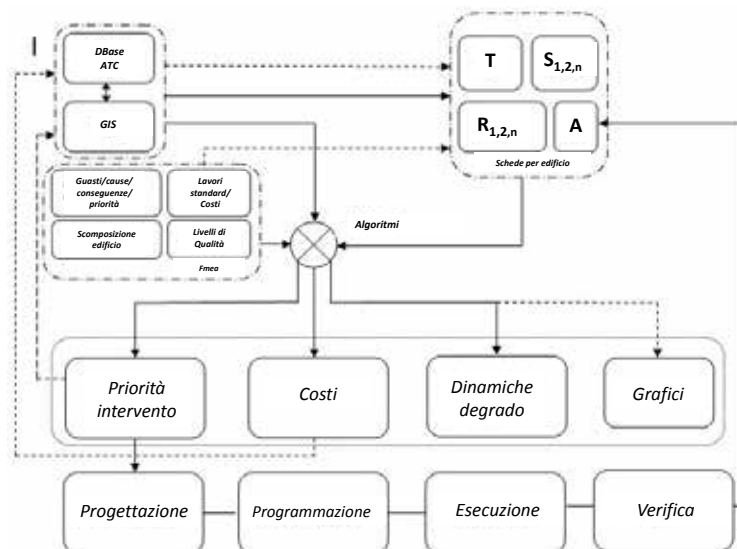 I
DBase
ATC
GIS
T
S1,2,n
R1,2,n
A
Schede per edificio
Guasti/cause/
conseguenze/
priorità
Lavori
standard/
Costi
Scomposizione
edificio
Livelli di
Qualità
Fmea
Algoritmi
Priorità
intervento
Costi
Dinamiche
degrado
Grafici
Progettazione
Programmazione
Esecuzione
Verifica